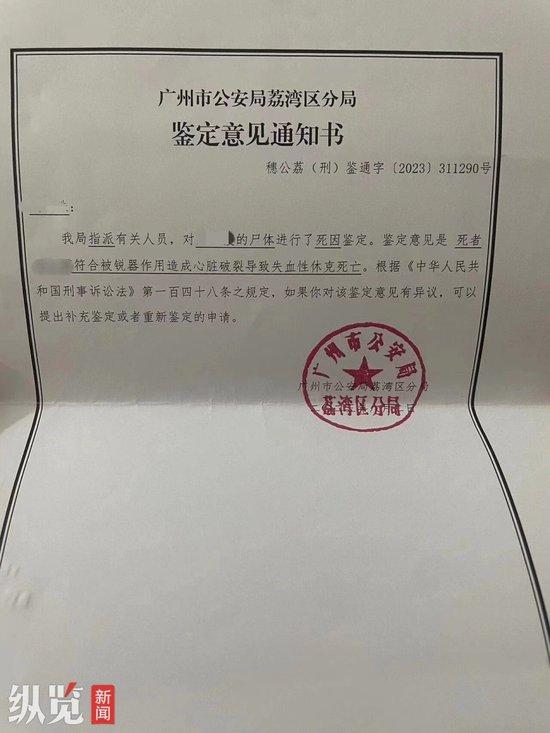 广州市公安局荔湾区分局
鉴定意见通知书
穗公荔（刑）鉴通字〔2023〕311290号
：
我局指派有关人员，对 的尸体进行了死因鉴定。鉴定意见是 死者
符合被锐器作用造成心脏破裂导致失血性休克死亡。根据《中华人民共
和国刑事诉讼法》第一百四十八条之规定，如果你对该鉴定意见有异议，可以
提出补充鉴定或者重新鉴定的申请。
广州市公安局
广州市公安局荔湾区分局
荔湾区分局
纵览新闻